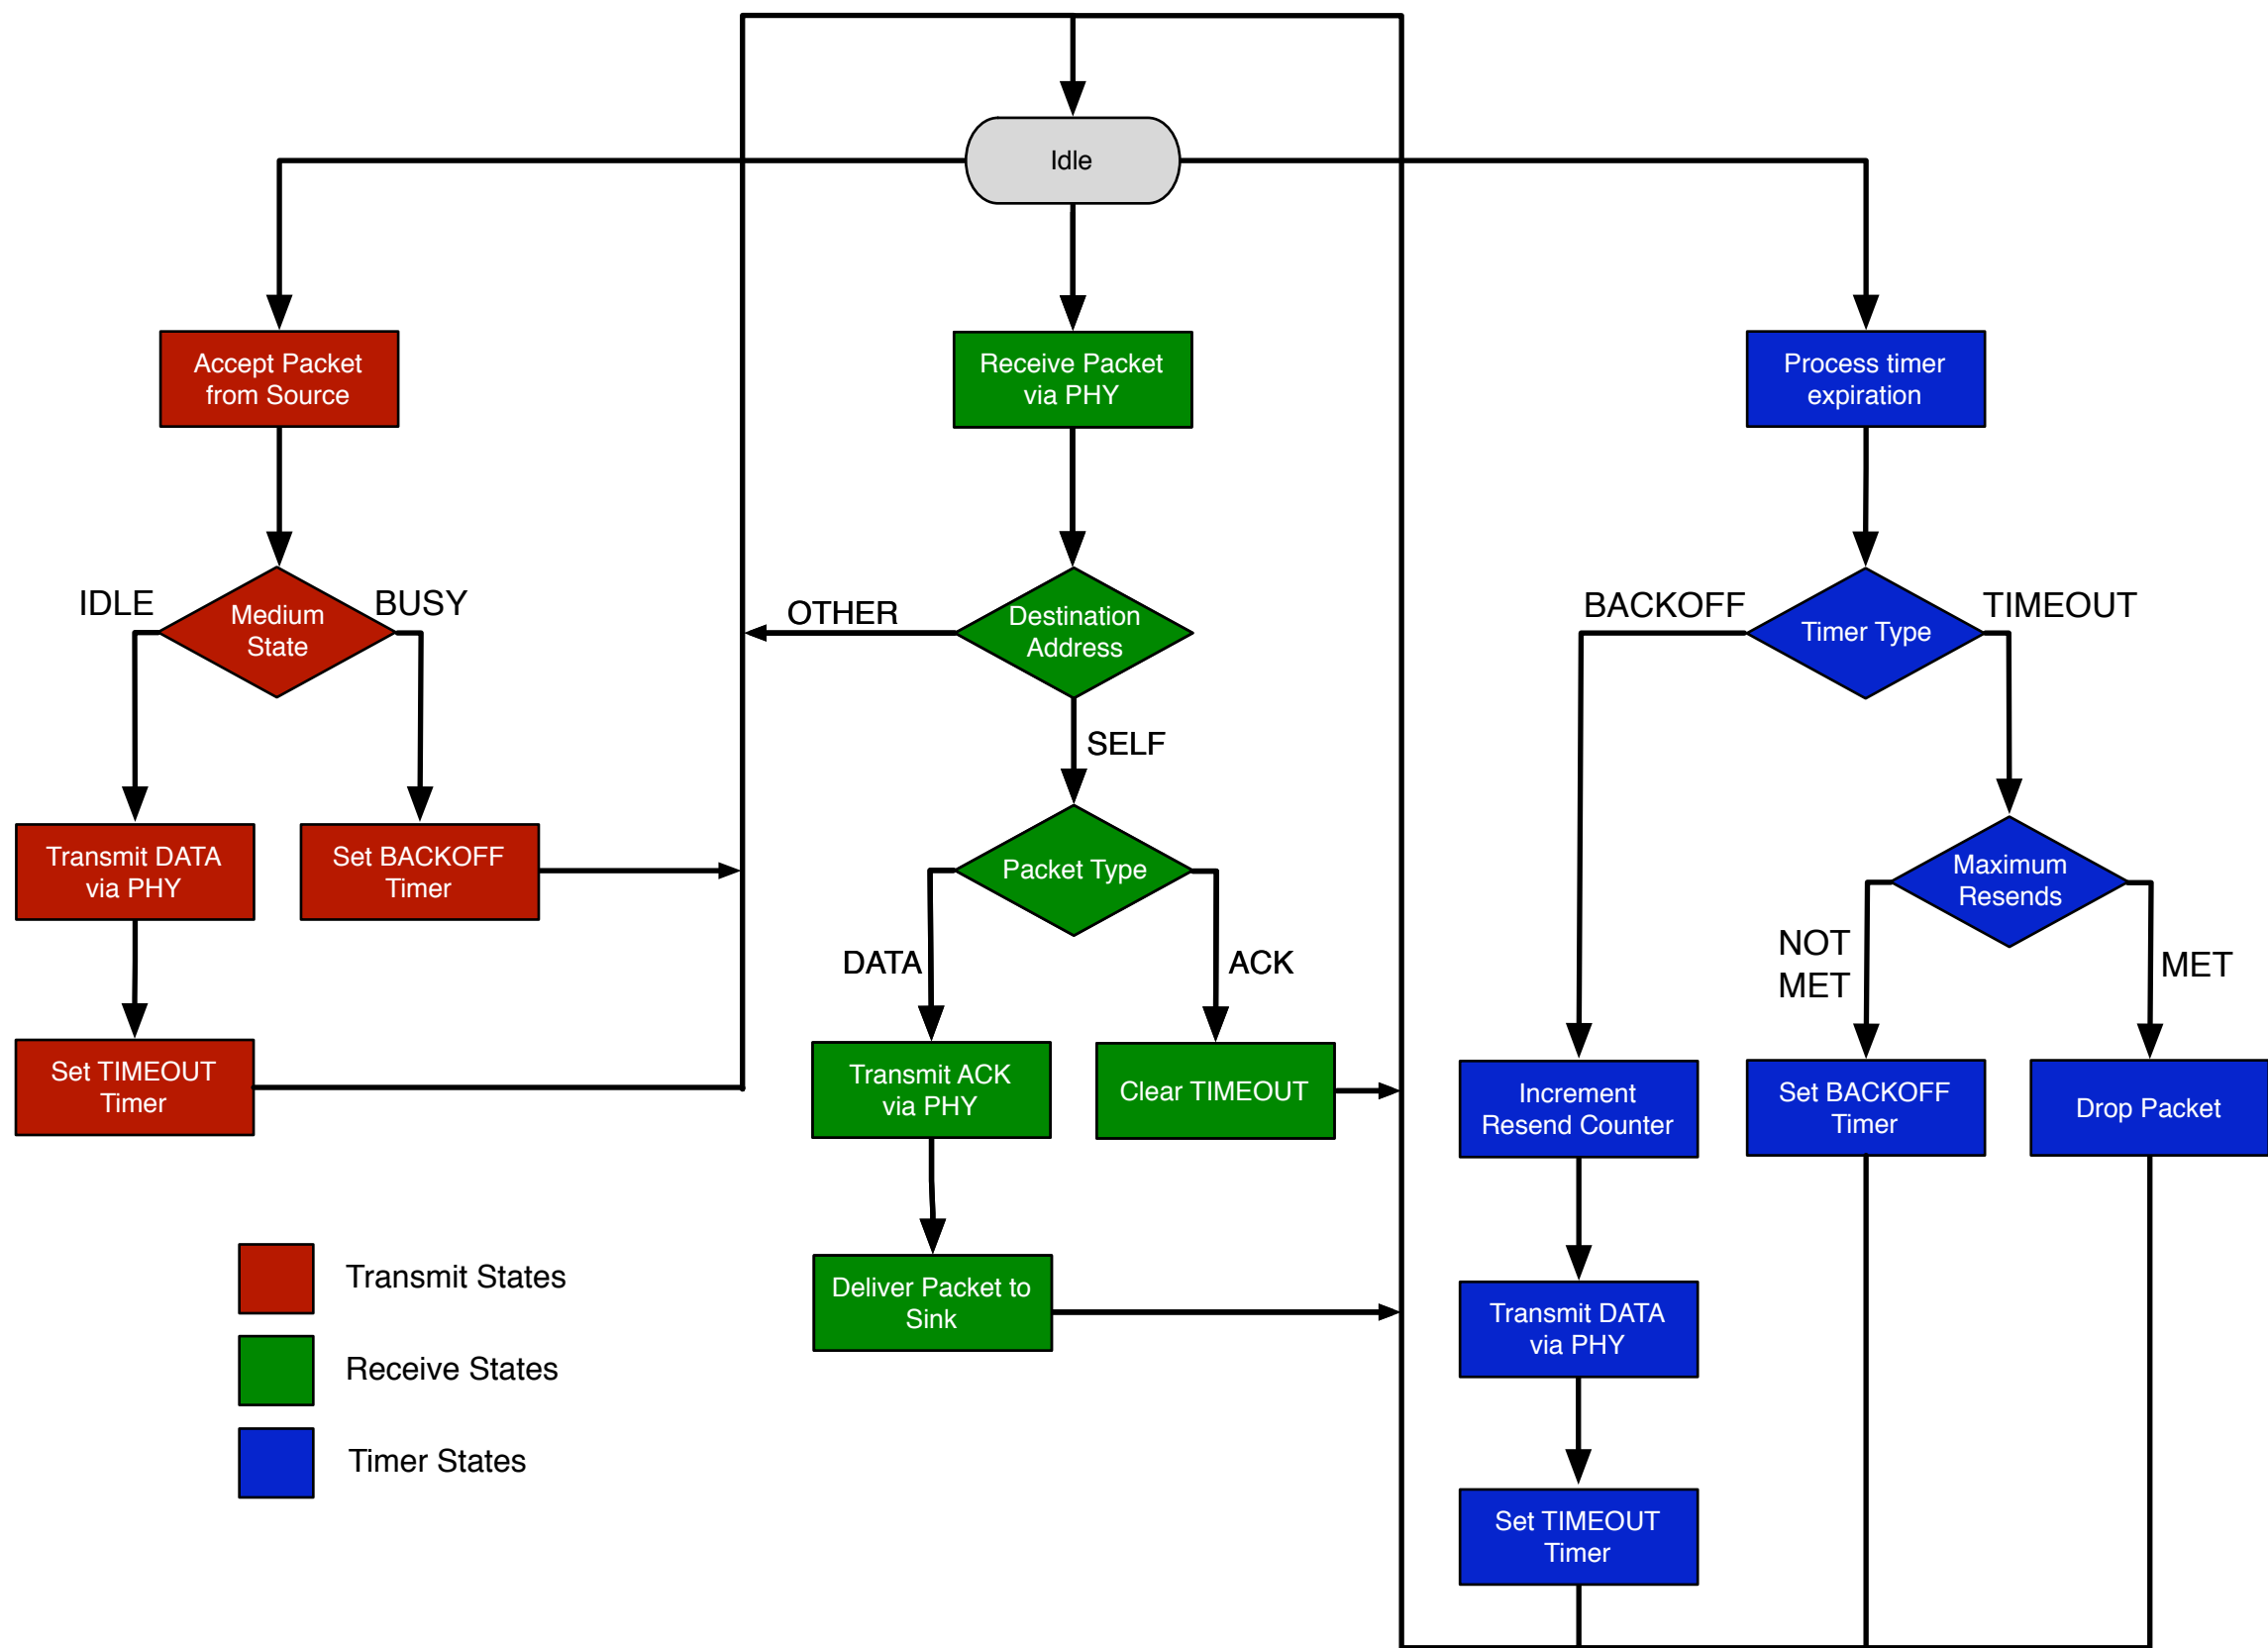 Idle
Accept Packet
from Source
Receive Packet
via PHY
Process timer
expiration
IDLE
Medium
State
BUSY
OTHER
Destination
Address
BACKOFF
Timer Type
TIMEOUT
SELF
Transmit DATA
via PHY
Set BACKOFF
Timer
Packet Type
Maximum
Resends
DATA
ACK
NOT
MET
MET
Set TIMEOUT
Timer
Transmit ACK
via PHY
Clear TIMEOUT
Increment
Resend Counter
Set BACKOFF
Timer
Drop Packet
Deliver Packet to
Sink
Transmit DATA
via PHY
Set TIMEOUT
Timer
Transmit States
Receive States
Timer States